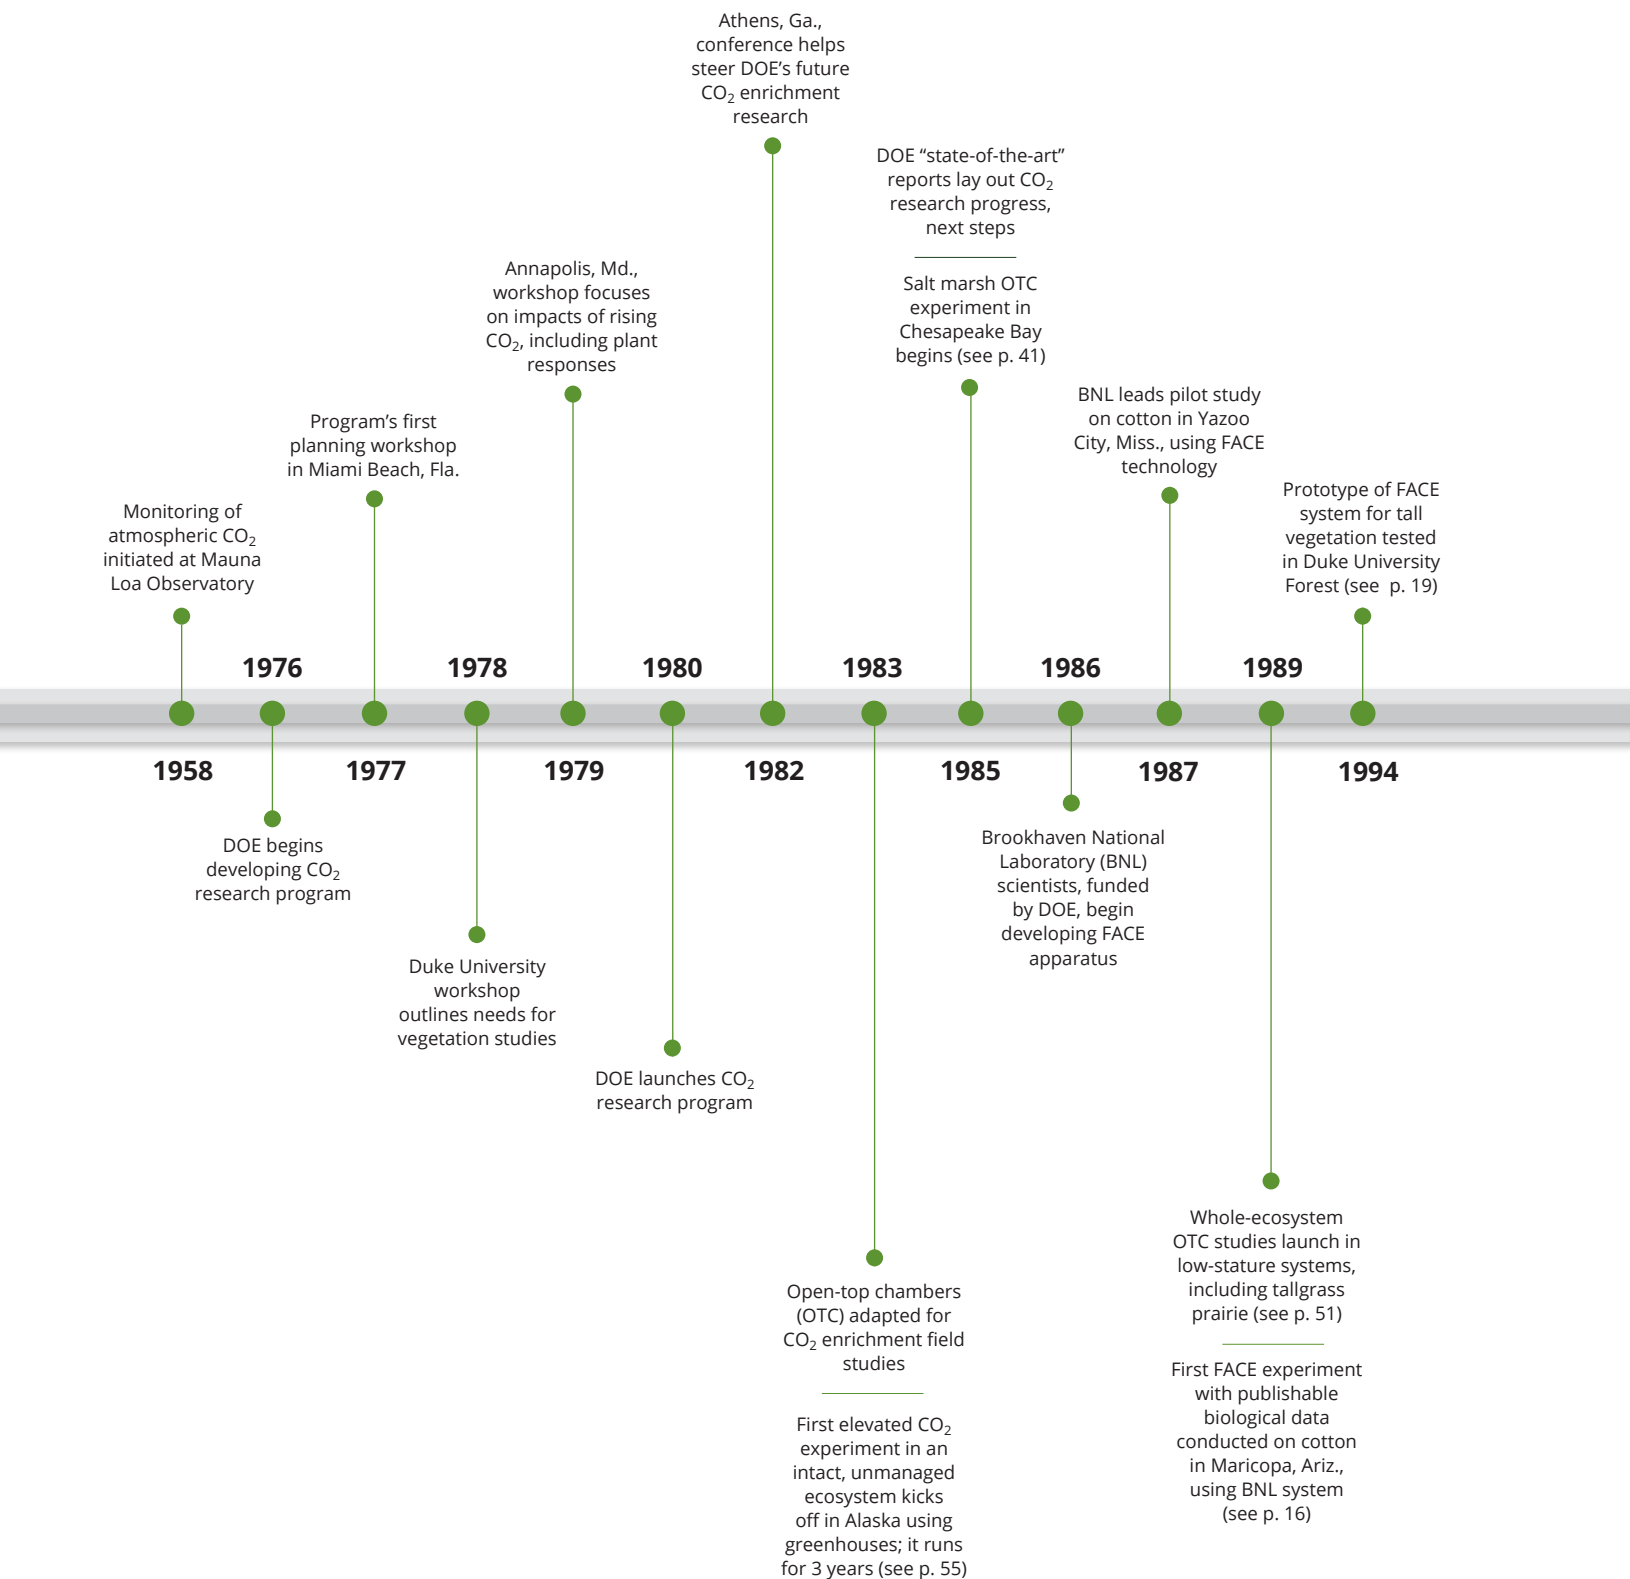 Athens, Ga.,
conference helps
steer DOE’s future
CO₂ enrichment
research
DOE “state-of-the-art”
reports lay out CO₂
research progress,
next steps
Salt marsh OTC
experiment in
Chesapeake Bay
begins (see p. 41)
Annapolis, Md.,
workshop focuses
on impacts of rising
CO₂, including plant
responses
BNL leads pilot study
on cotton in Yazoo
City, Miss., using FACE
technology
Program’s first
planning workshop
in Miami Beach, Fla.
Prototype of FACE
system for tall
vegetation tested
in Duke University
Forest (see p. 19)
Monitoring of
atmospheric CO₂
initiated at Mauna
Loa Observatory
1976
1978
1980
1983
1986
1989
1958
1977
1979
1982
1985
1987
1994
DOE begins
developing CO₂
research program
Brookhaven National
Laboratory (BNL)
scientists, funded
by DOE, begin
developing FACE
apparatus
Duke University
workshop
outlines needs for
vegetation studies
DOE launches CO₂
research program
Open-top chambers
(OTC) adapted for
CO₂ enrichment field
studies
First elevated CO₂
experiment in an
intact, unmanaged
ecosystem kicks
off in Alaska using
greenhouses; it runs
for 3 years (see p. 55)
Whole-ecosystem
OTC studies launch in
low-stature systems,
including tallgrass
prairie (see p. 51)
First FACE experiment
with publishable
biological data
conducted on cotton
in Maricopa, Ariz.,
using BNL system
(see p. 16)